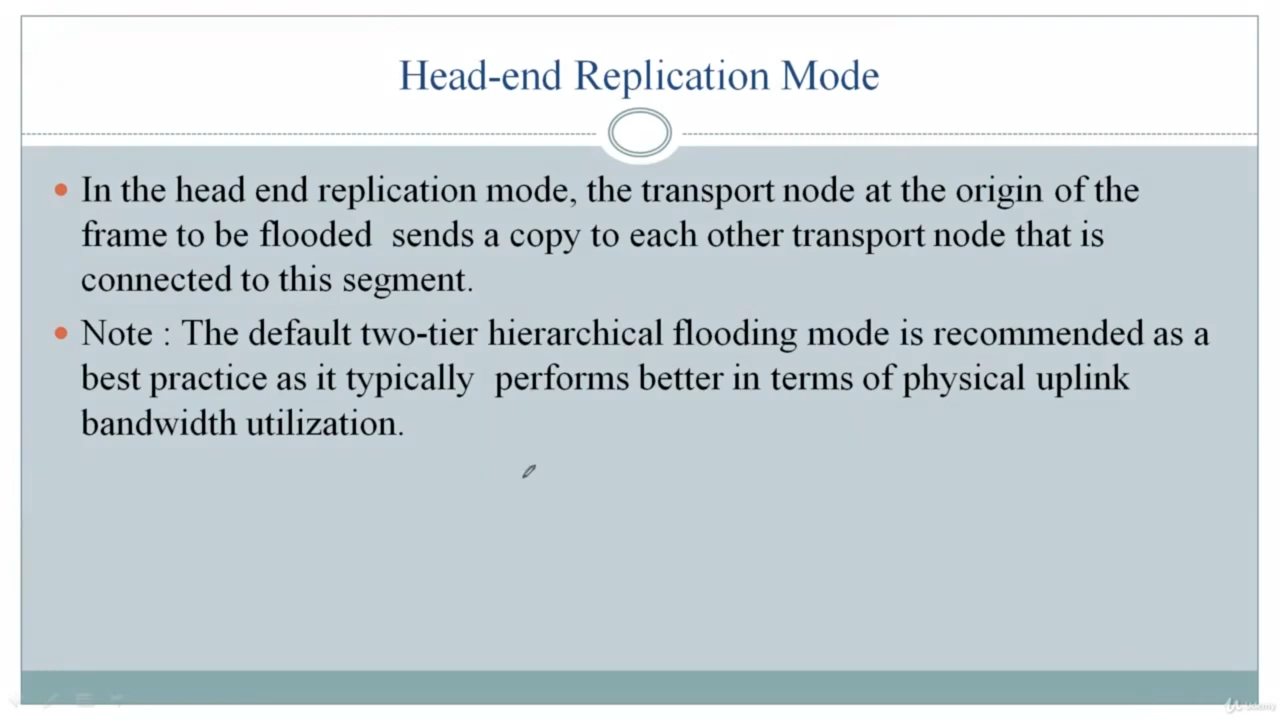 Head-end Replication Mode
In the head end replication mode, the transport node at the origin of the
frame to be flooded sends a copy to each other transport node that is
connected to this segment.
Note : The default two-tier hierarchical flooding mode is recommended as a
best practice as it typically performs better in terms of physical uplink
bandwidth utilization.
Udemy